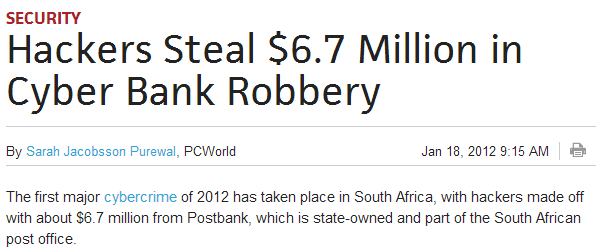 SECURITY
Hackers Steal $6.7 Million in
Cyber Bank Robbery
By Sarah Jacobsson Purewal, PCWorld Jan 18, 2012 9:15 AM
The first major cybercrime of 2012 has taken place in South Africa, with hackers made off
with about $6.7 million from Postbank, which is state-owned and part of the South African
post office.